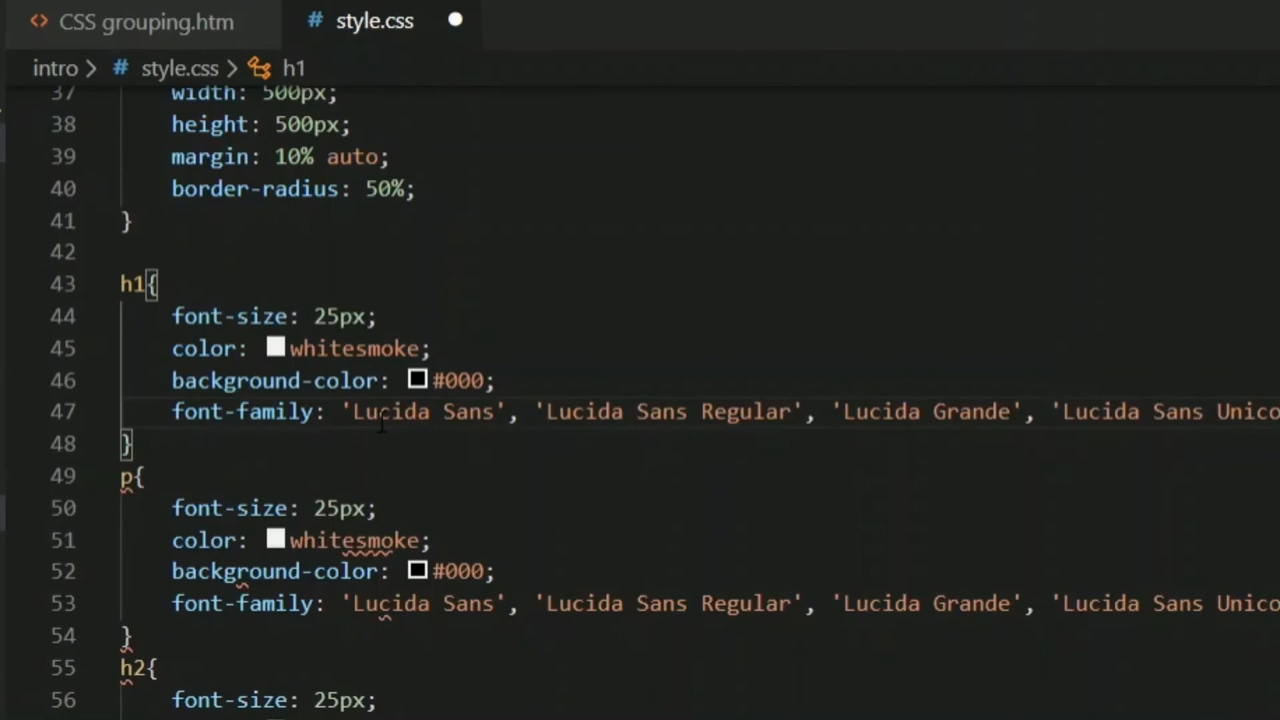 CSS grouping.htm
style.css
intro > style.css > h1
37 width: 500px;
38 height: 500px;
39 margin: 10% auto;
40 border-radius: 50%;
41 }
42
43 h1{
44 font-size: 25px;
45 color: whitesmoke;
46 background-color: #000;
47 font-family: 'Lucida Sans', 'Lucida Sans Regular', 'Lucida Grande', 'Lucida Sans Unico
48 }
49 p{
50 font-size: 25px;
51 color: whitesmoke;
52 background-color: #000;
53 font-family: 'Lucida Sans', 'Lucida Sans Regular', 'Lucida Grande', 'Lucida Sans Unico
54 }
55 h2{
56 font-size: 25px;